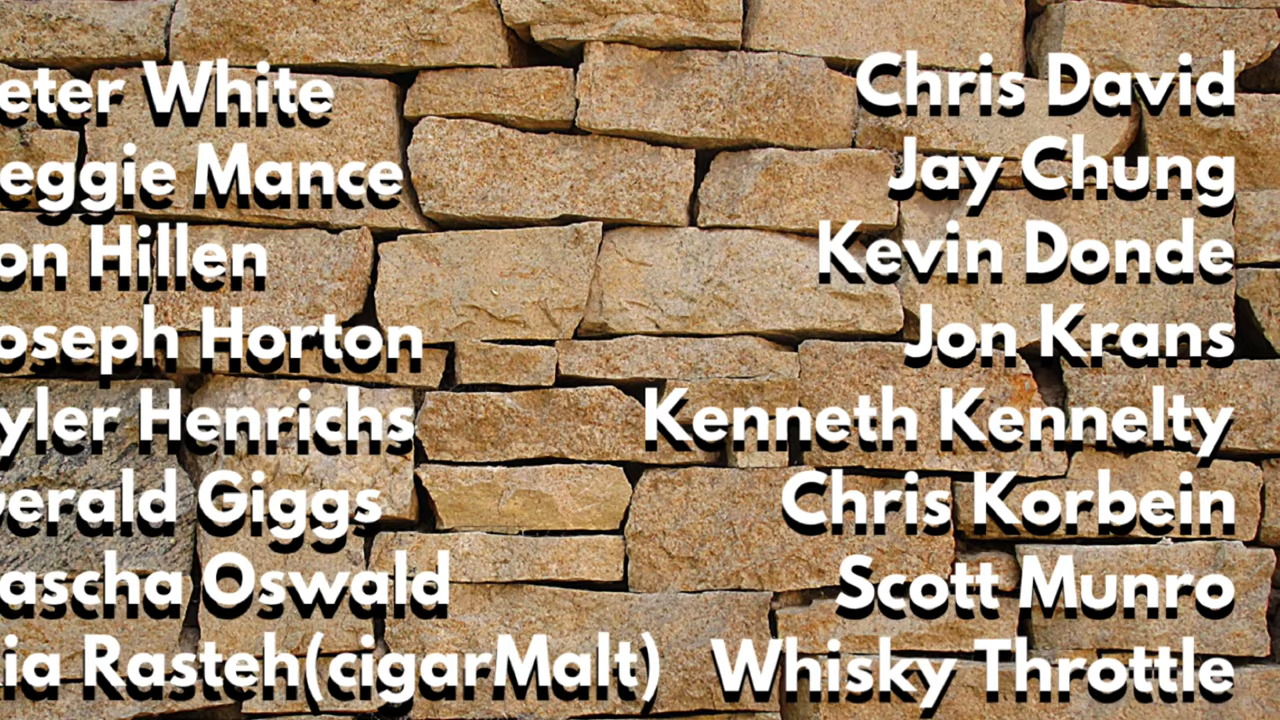 eter White
eggie Mance
on Hillen
oseph Horton
yler Henrichs
erald Giggs
ascha Oswald
ia Rasteh(cigarMalt)
Chris David
Jay Chung
Kevin Donde
Jon Krans
Kenneth Kennelty
Chris Korbein
Scott Munro
Whisky Throttle